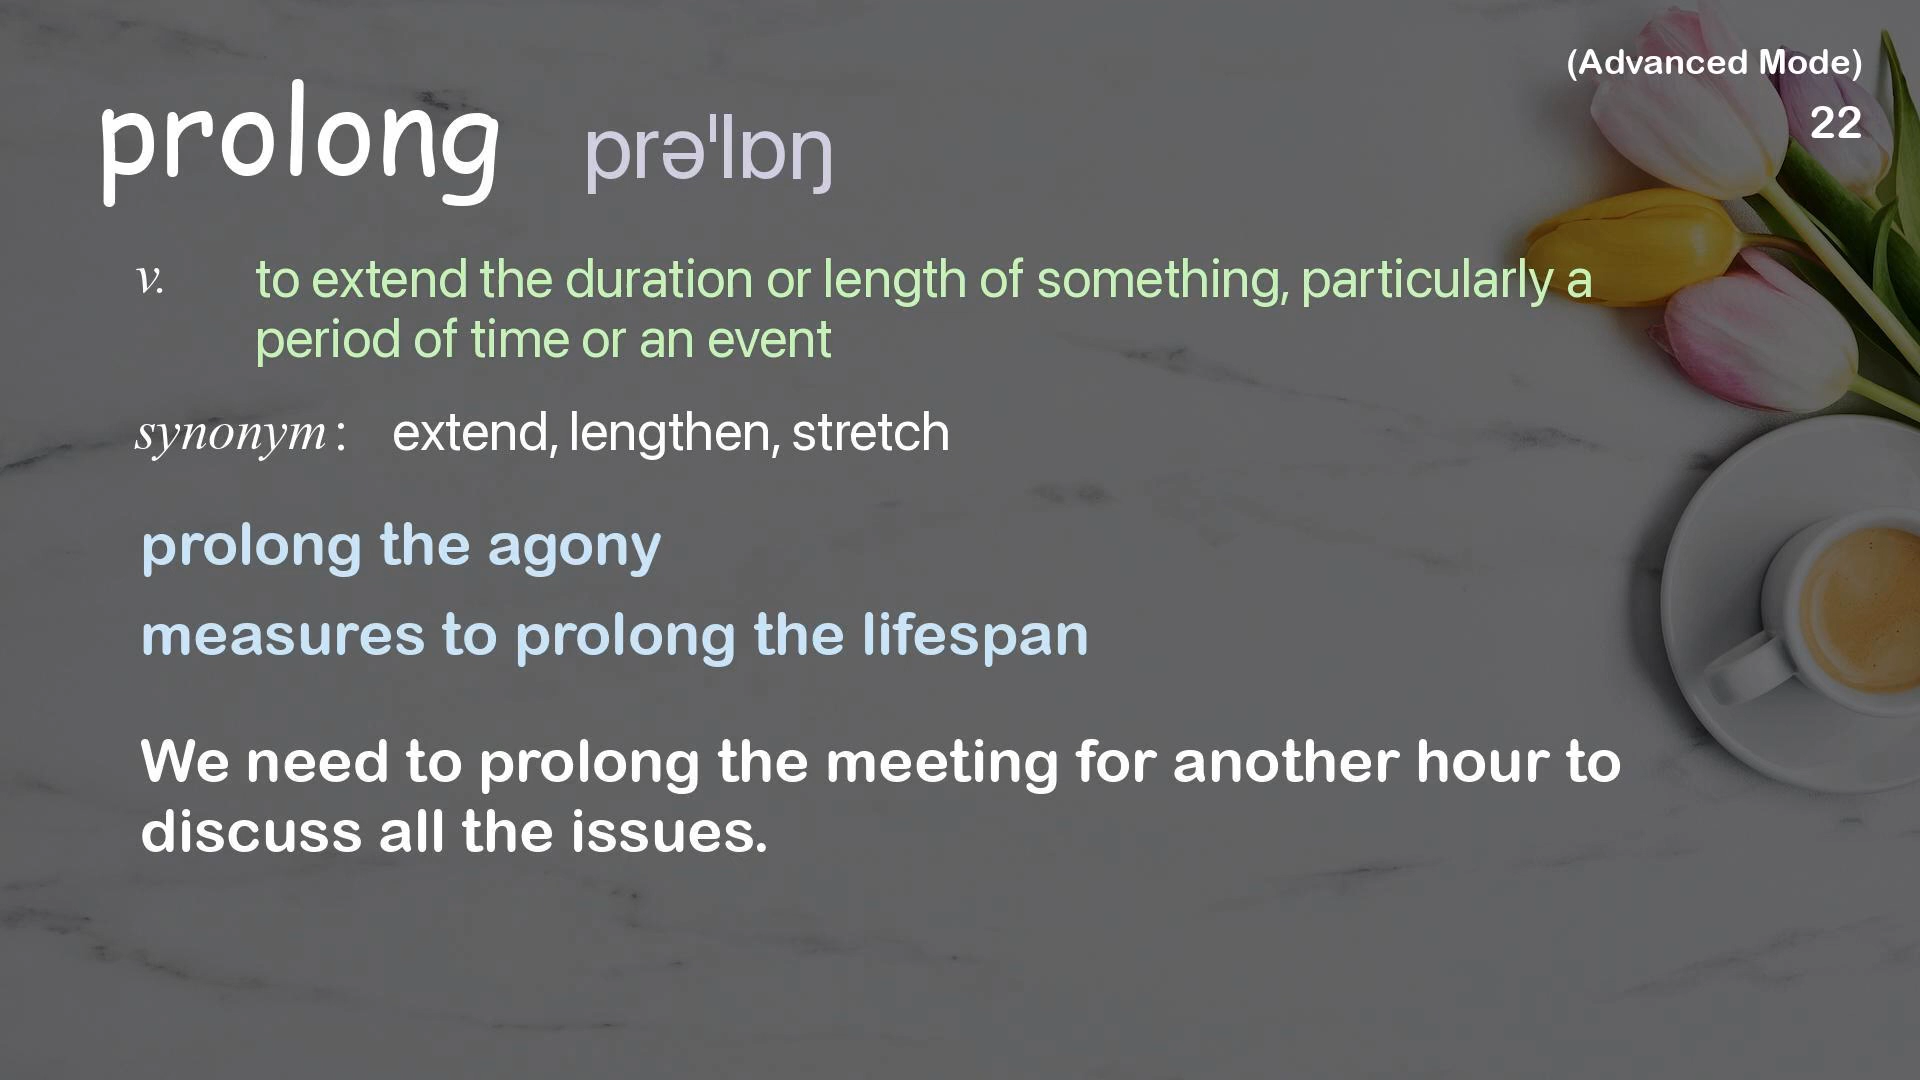 (Advanced Mode)
22
prolong prəˈlɒŋ
v. to extend the duration or length of something, particularly a
period of time or an event
synonym : extend, lengthen, stretch
prolong the agony
measures to prolong the lifespan
We need to prolong the meeting for another hour to
discuss all the issues.